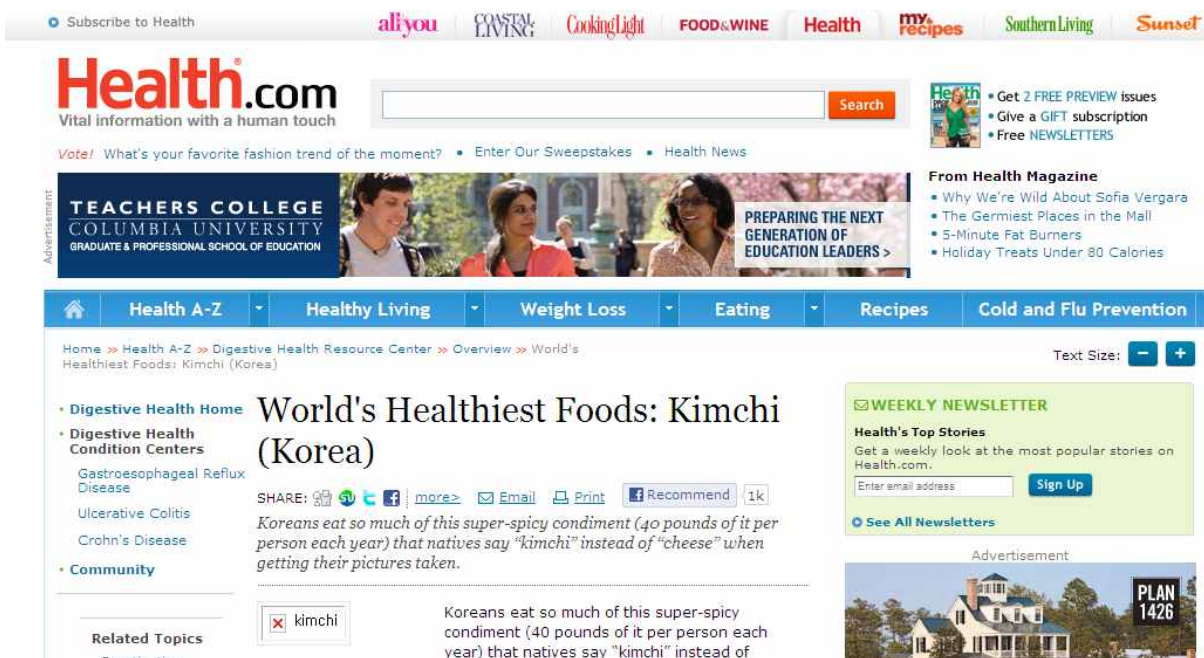 Subscribe to Health
all you
COASTAL LIVING
CookingLight
FOOD&WINE
Health
my. recipes
Southern Living
Sunset
Health.com
Vital information with a human touch
Search
Health
• Get 2 FREE PREVIEW issues
• Give a GIFT subscription
• Free NEWSLETTERS
Vote! What's your favorite fashion trend of the moment? • Enter Our Sweepstakes • Health News
Advertisement
TEACHERS COLLEGE
COLUMBIA UNIVERSITY
GRADUATE & PROFESSIONAL SCHOOL OF EDUCATION
PREPARING THE NEXT
GENERATION OF
EDUCATION LEADERS >
From Health Magazine
• Why We're Wild About Sofia Vergara
• The Germiest Places in the Mall
• 5-Minute Fat Burners
• Holiday Treats Under 80 Calories
Health A-Z
Healthy Living
Weight Loss
Eating
Recipes
Cold and Flu Prevention
Home » Health A-Z » Digestive Health Resource Center » Overview » World's
Healthiest Foods: Kimchi (Korea)
Text Size: - +
• Digestive Health Home
• Digestive Health
Condition Centers
Gastroesophageal Reflux
Disease
Ulcerative Colitis
Crohn's Disease
• Community
Related Topics
World's Healthiest Foods: Kimchi
(Korea)
SHARE: more> Email Print Recommend 1k
Koreans eat so much of this super-spicy condiment (40 pounds of it per
person each year) that natives say “kimchi” instead of “cheese” when
getting their pictures taken.
kimchi
Koreans eat so much of this super-spicy
condiment (40 pounds of it per person each
year) that natives say “kimchi” instead of
WEEKLY NEWSLETTER
Health's Top Stories
Get a weekly look at the most popular stories on
Health.com.
Enter email address
Sign Up
See All Newsletters
Advertisement
PLAN
1426